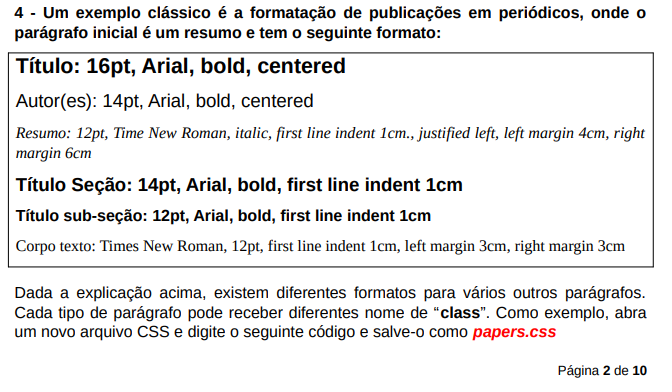 4 - Um exemplo clássico é a formatação de publicações em periódicos, onde o
parágrafo inicial é um resumo e tem o seguinte formato:
Título: 16pt, Arial, bold, centered
Autor(es): 14pt, Arial, bold, centered
Resumo: 12pt, Time New Roman, italic, first line indent 1cm., justified left, left margin 4cm, right
margin 6cm
Título Seção: 14pt, Arial, bold, first line indent 1cm
Título sub-seção: 12pt, Arial, bold, first line indent 1cm
Corpo texto: Times New Roman, 12pt, first line indent 1cm, left margin 3cm, right margin 3cm
Dada a explicação acima, existem diferentes formatos para vários outros parágrafos.
Cada tipo de parágrafo pode receber diferentes nome de “class”. Como exemplo, abra
um novo arquivo CSS e digite o seguinte código e salve-o como papers.css
Página 2 de 10